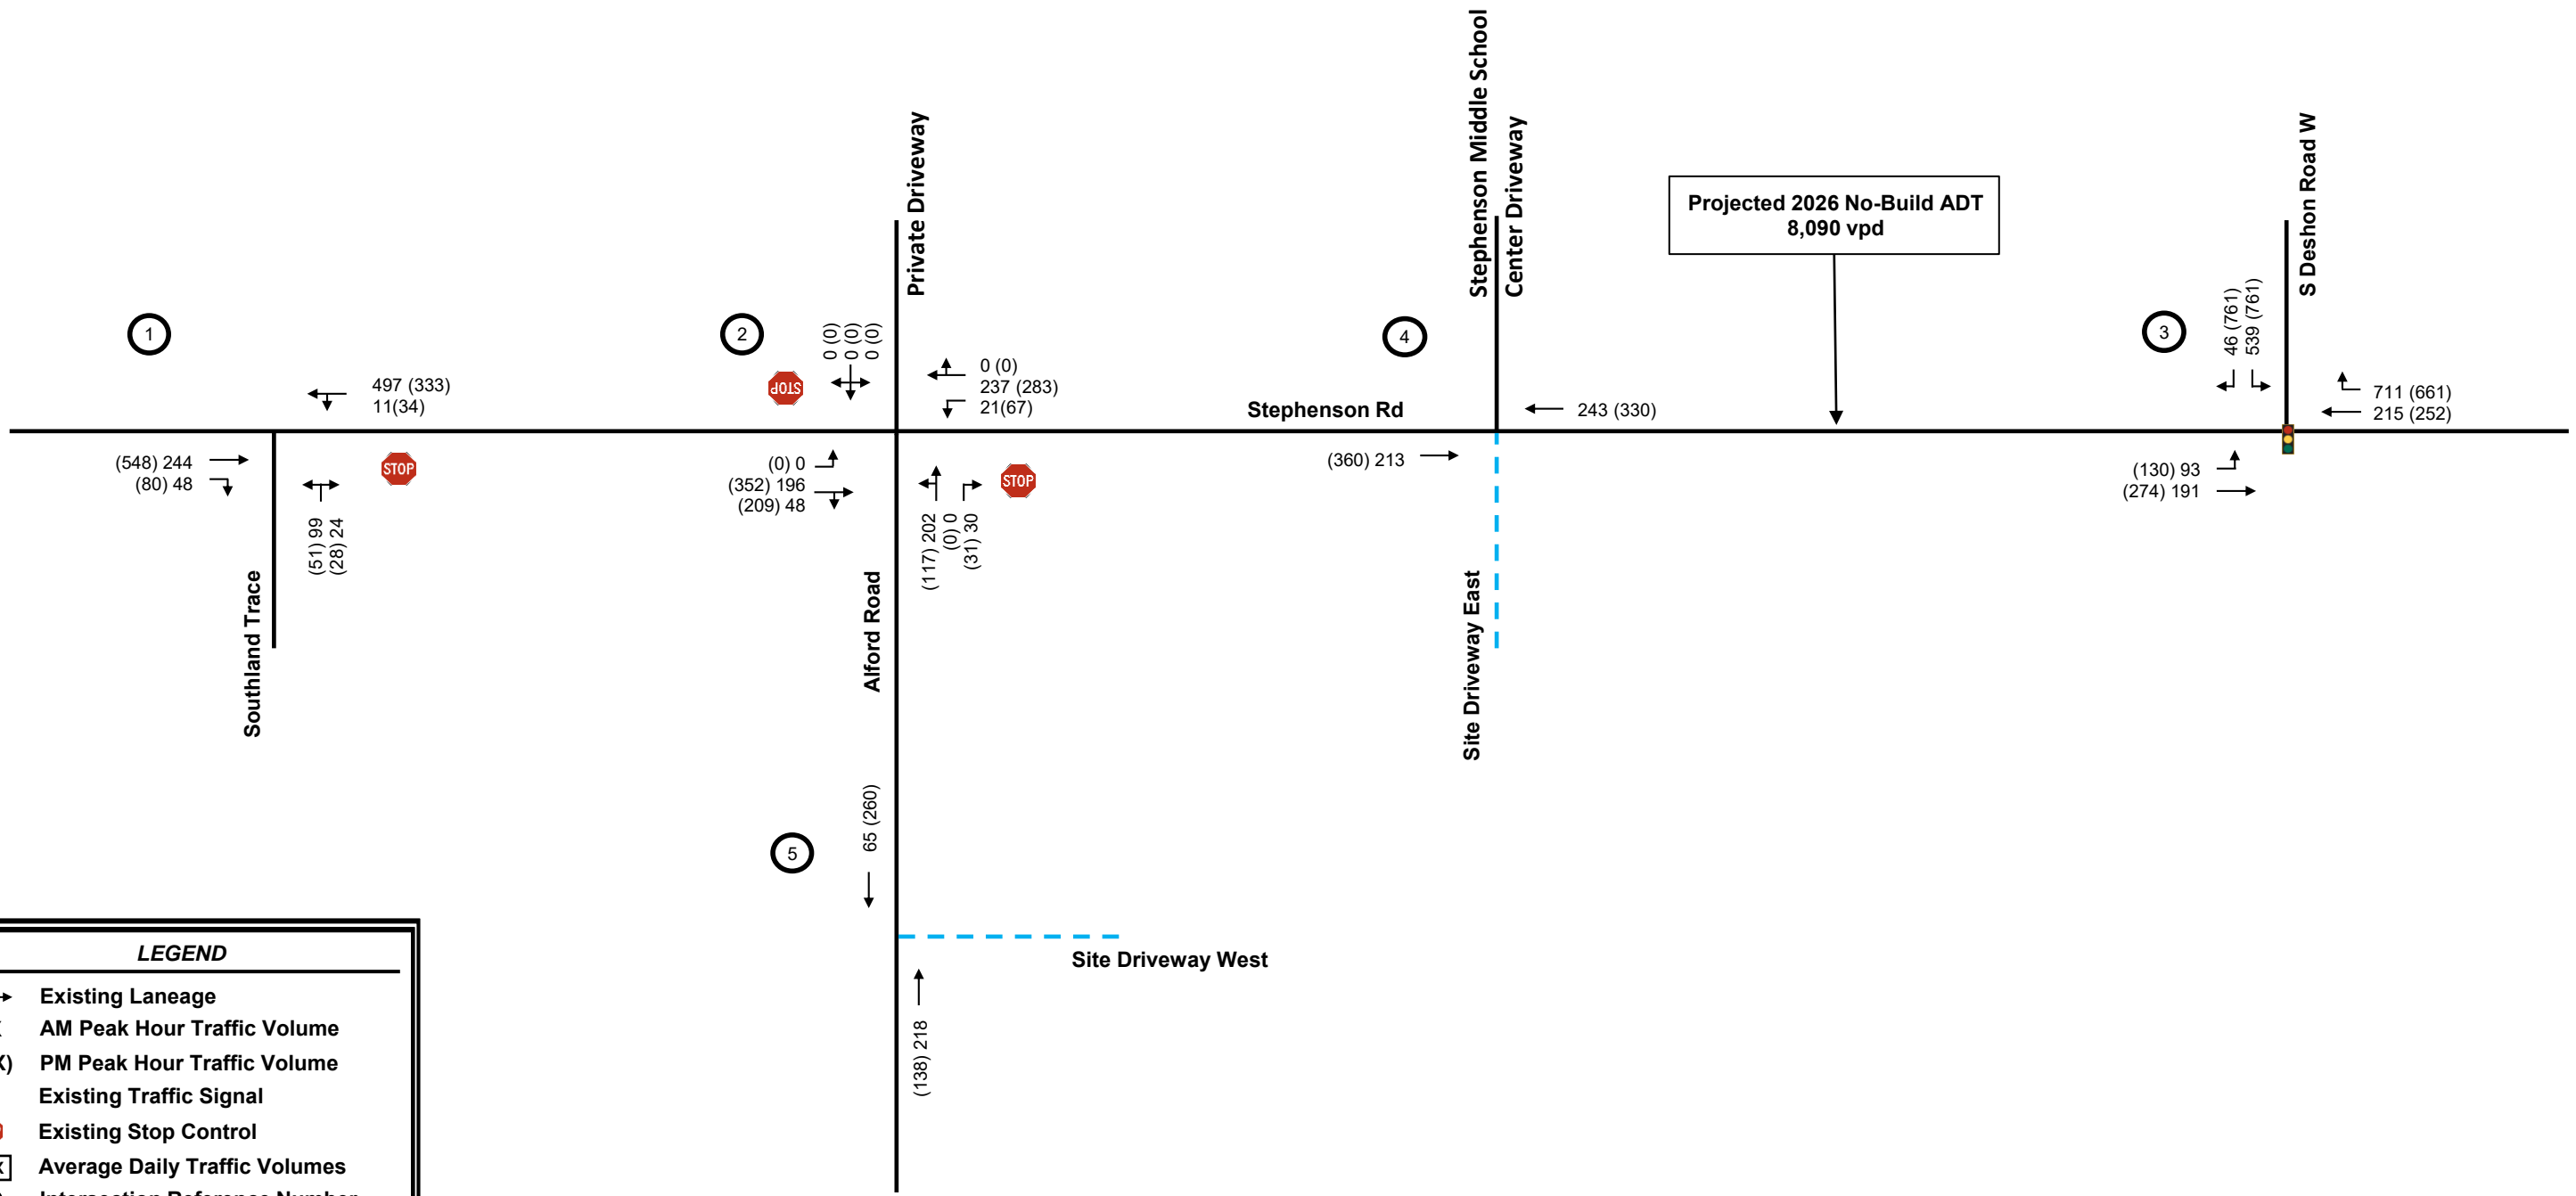 Stephenson Middle School
Center Driveway
Private Driveway
S Deshon Road W
Projected 2026 No-Build ADT
8,090 vpd
1
2
4
3
0 (0)
0 (0)
0 (0)
STOP
46 (761)
539 (761)
497 (333)
11(34)
0 (0)
237 (283)
21(67)
Stephenson Rd
243 (330)
711 (661)
215 (252)
(548) 244
(80) 48
STOP
(51) 99
(28) 24
(0) 0
(352) 196
(209) 48
STOP
(117) 202
(0) 0
(31) 30
(360) 213
(130) 93
(274) 191
Southland Trace
Alford Road
Site Driveway East
65 (260)
5
Site Driveway West
(138) 218
LEGEND
Existing Laneage
AM Peak Hour Traffic Volume
PM Peak Hour Traffic Volume
Existing Traffic Signal
Existing Stop Control
Average Daily Traffic Volumes
Intersection Reference Number